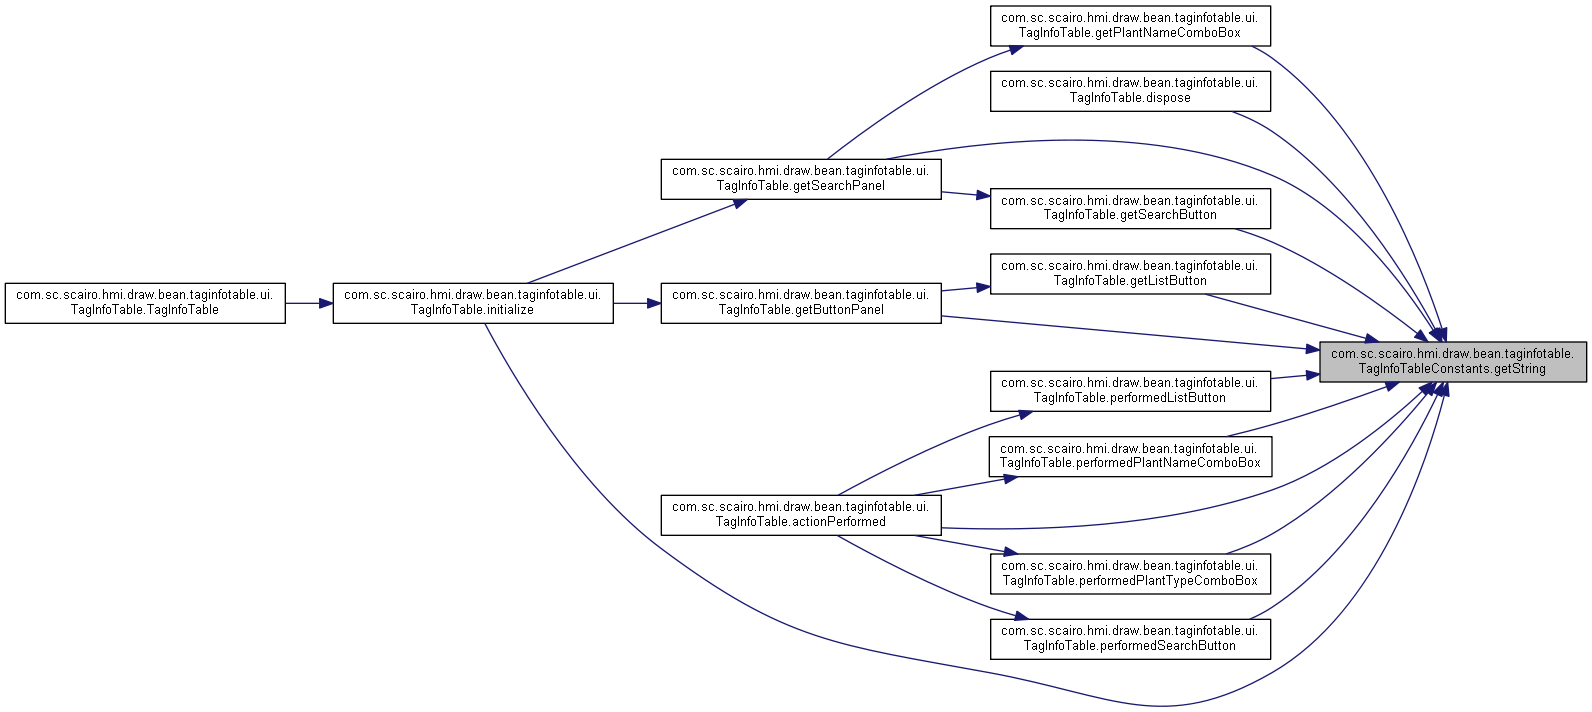 com.sc.scairo.hmi.draw.bean.taginfotable.ui.
TagInfoTable.getPlantNameComboBox
com.sc.scairo.hmi.draw.bean.taginfotable.ui.
TagInfoTable.dispose
com.sc.scairo.hmi.draw.bean.taginfotable.ui.
TagInfoTable.getSearchPanel
com.sc.scairo.hmi.draw.bean.taginfotable.ui.
TagInfoTable.getSearchButton
com.sc.scairo.hmi.draw.bean.taginfotable.ui.
TagInfoTable.getListButton
com.sc.scairo.hmi.draw.bean.taginfotable.ui.
TagInfoTable.TagInfoTable
com.sc.scairo.hmi.draw.bean.taginfotable.ui.
TagInfoTable.initialize
com.sc.scairo.hmi.draw.bean.taginfotable.ui.
TagInfoTable.getButtonPanel
com.sc.scairo.hmi.draw.bean.taginfotable.
TagInfoTableConstants.getString
com.sc.scairo.hmi.draw.bean.taginfotable.ui.
TagInfoTable.performedListButton
com.sc.scairo.hmi.draw.bean.taginfotable.ui.
TagInfoTable.performedPlantNameComboBox
com.sc.scairo.hmi.draw.bean.taginfotable.ui.
TagInfoTable.actionPerformed
com.sc.scairo.hmi.draw.bean.taginfotable.ui.
TagInfoTable.performedPlantTypeComboBox
com.sc.scairo.hmi.draw.bean.taginfotable.ui.
TagInfoTable.performedSearchButton